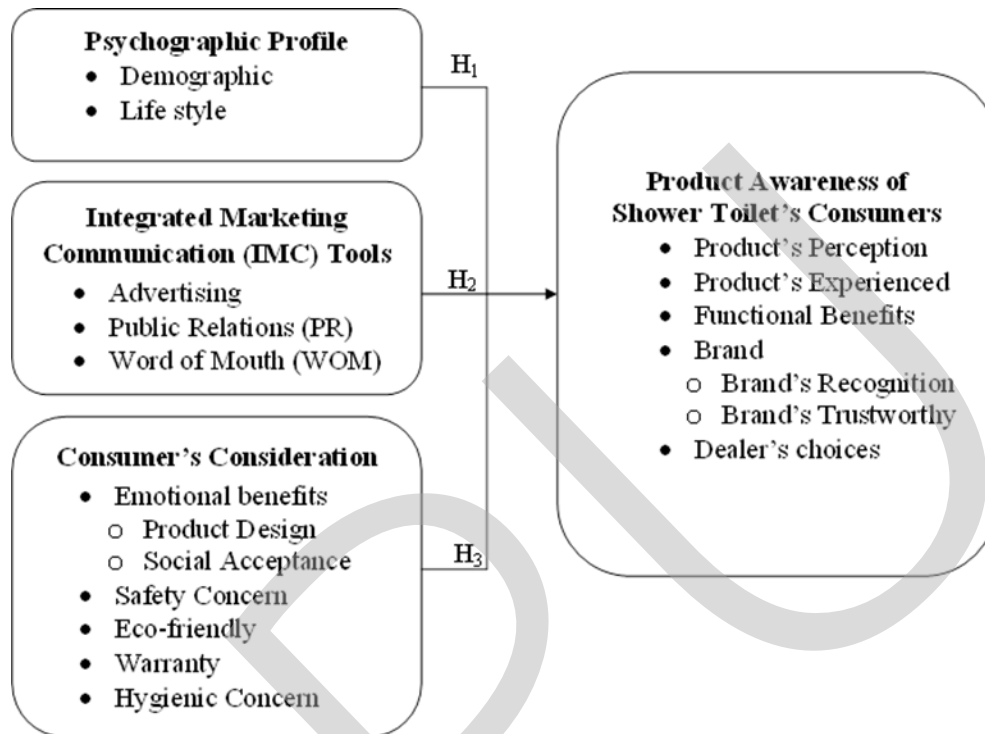 Psychographic Profile
• Demographic
• Life style
H1
Integrated Marketing
Communication (IMC) Tools
• Advertising
• Public Relations (PR)
• Word of Mouth (WOM)
H2
Consumer's Consideration
• Emotional benefits
o Product Design
o Social Acceptance
• Safety Concern
• Eco-friendly
• Warranty
• Hygienic Concern
H3
Product Awareness of
Shower Toilet's Consumers
• Product's Perception
• Product's Experienced
• Functional Benefits
• Brand
o Brand's Recognition
o Brand's Trustworthy
• Dealer's choices
DPU